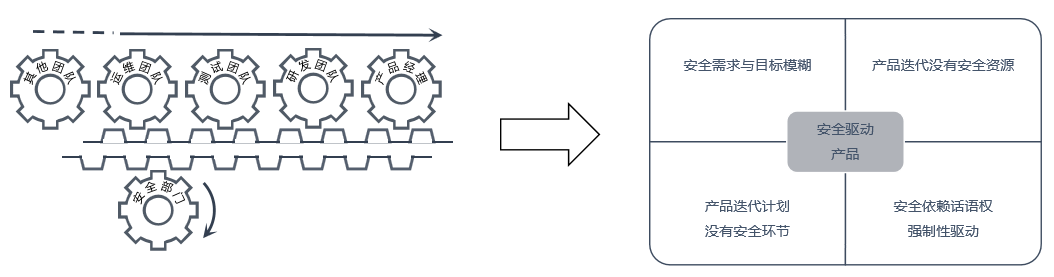 其他团队
运维团队
测试团队
研发团队
产品经理
安全部门
安全需求与目标模糊
产品迭代没有安全资源
安全驱动
产品
产品迭代计划
没有安全环节
安全依赖话语权
强制性驱动